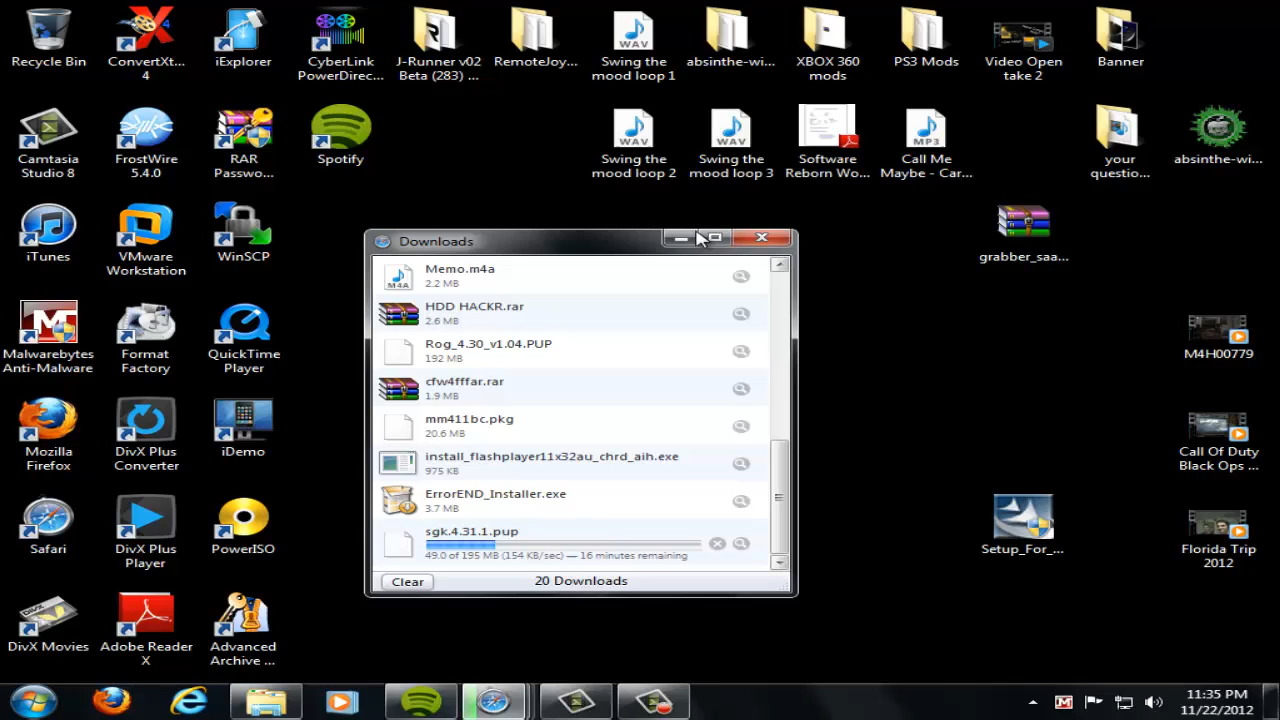 Recycle Bin
ConvertXt...
4
iExplorer
CyberLink
PowerDirec...
J-Runner v02
Beta (283) ...
RemoteJoy...
WAV
Swing the
mood loop 1
absinthe-wi...
XBOX 360
mods
PS3 Mods
Video Open
take 2
Banner
Camtasia
Studio 8
FrostWire
5.4.0
RAR
Passwo...
Spotify
WAV
Swing the
mood loop 2
WAV
Swing the
mood loop 3
Software
Reborn Wo...
MP3
Call Me
Maybe - Car...
your
questio...
absinthe-wi...
iTunes
VMware
Workstation
WinSCP
grabber_saa...
Malwarebytes
Anti-Malware
Format
Factory
QuickTime
Player
M4H00779
Mozilla
Firefox
DivX Plus
Converter
iDemo
Call Of Duty
Black Ops ...
Safari
DivX Plus
Player
PowerISO
Setup_For_...
Florida Trip
2012
DivX Movies
Adobe Reader
X
Advanced
Archive ...
Downloads
M4A
Memo.m4a
2.2 MB
HDD HACKR.rar
2.6 MB
Rog_4.30_v1.04.PUP
192 MB
cfw4fffar.rar
1.9 MB
mm411bc.pkg
20.6 MB
install_flashplayer11x32au_chrd_aih.exe
975 KB
ErrorEND_Installer.exe
3.7 MB
sgk.4.31.1.pup
49.0 of 195 MB (154 KB/sec) — 16 minutes remaining
Clear
20 Downloads
11:35 PM
11/22/2012